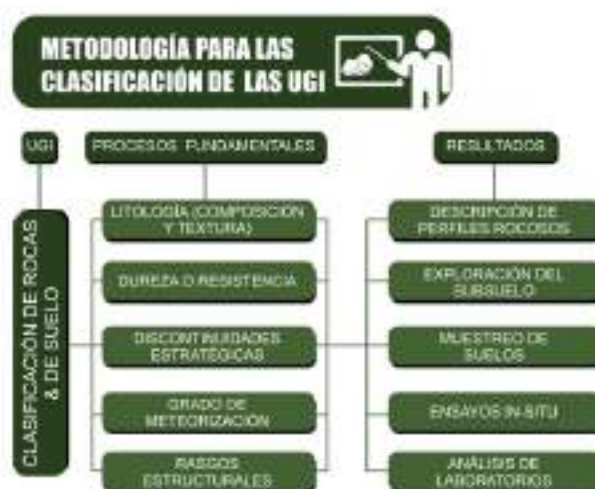 METODOLOGÍA PARA LAS
CLASIFICACIÓN DE LAS UGI
UGI
PROCESOS FUNDAMENTALES
RESULTADOS
CLASIFICACIÓN DE ROCAS
& DE SUELO
LITOLOGÍA (COMPOSICIÓN
Y TEXTURA)
DUREZA O RESISTENCIA
DISCONTINUIDADES
ESTRATÉGICAS
GRADO DE
METEORIZACIÓN
RASGOS
ESTRUCTURALES
DESCRIPCIÓN DE
PERFILES ROCOSOS
EXPLORACIÓN DEL
SUBSUELO
MUESTREO DE
SUELOS
ENSAYOS IN-SITU
ANÁLISIS DE
LABORATORIOS